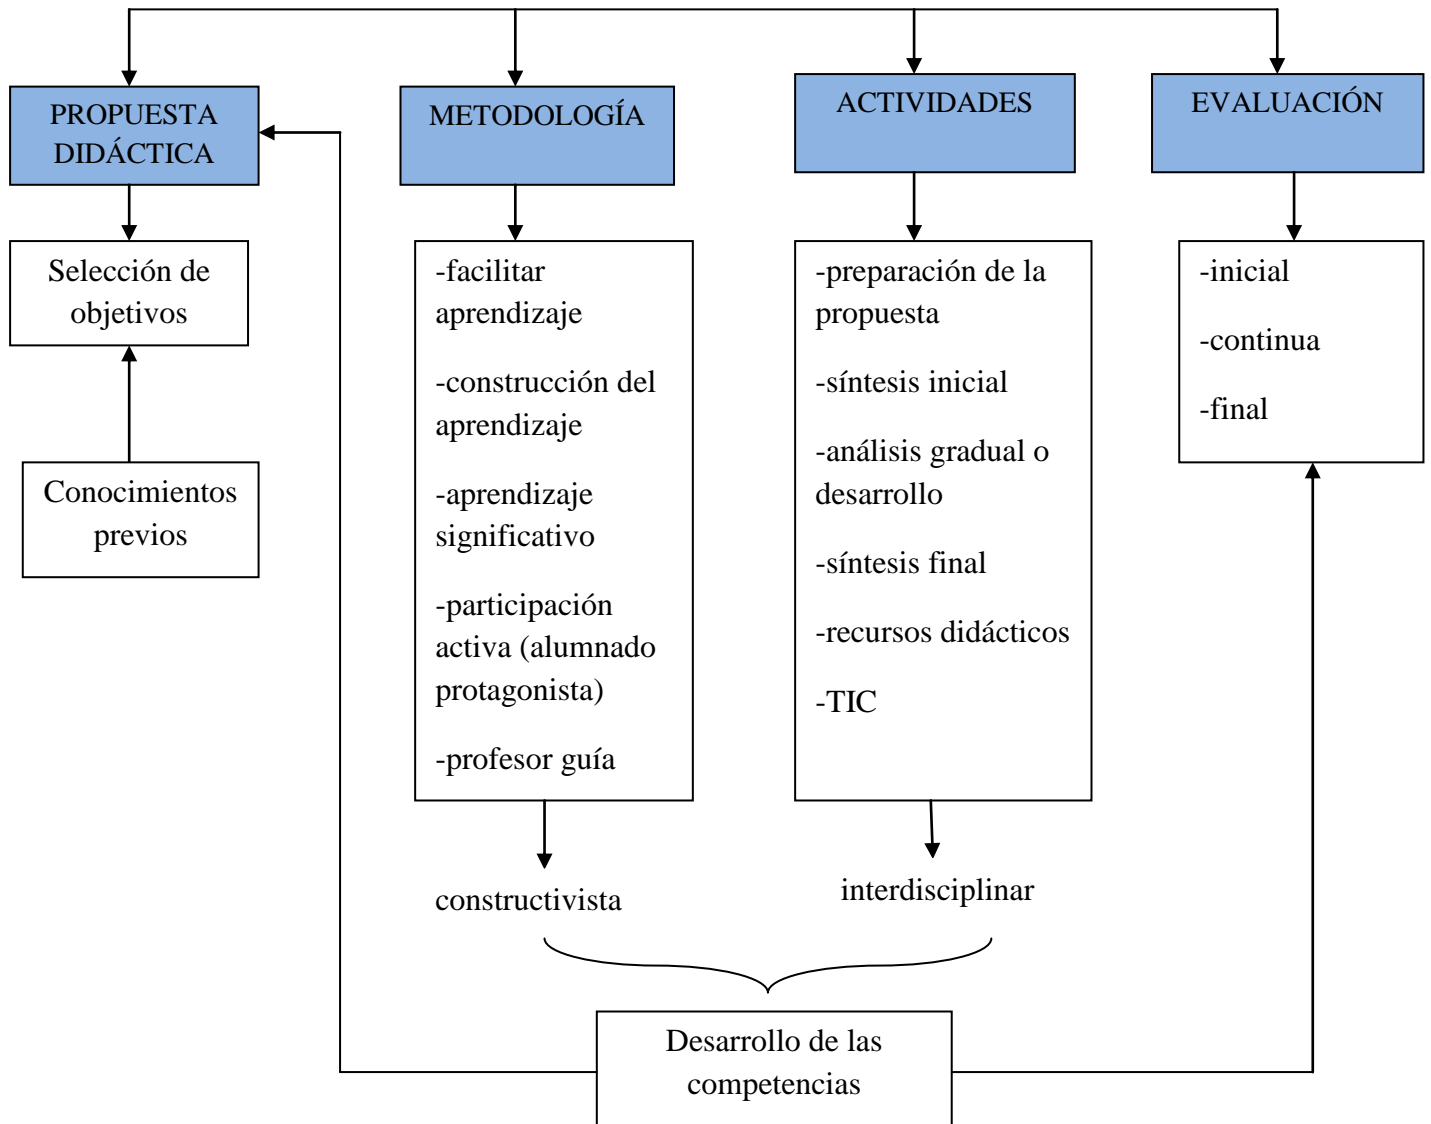 PROPUESTA
DIDÁCTICA
METODOLOGÍA
ACTIVIDADES
EVALUACIÓN
Selección de
objetivos
Conocimientos
previos
-facilitar
aprendizaje
-construcción del
aprendizaje
-aprendizaje
significativo
-participación
activa (alumnado
protagonista)
-profesor guía
-preparación de la
propuesta
-síntesis inicial
-análisis gradual o
desarrollo
-síntesis final
-recursos didácticos
-TIC
-inicial
-continua
-final
constructivista
interdisciplinar
Desarrollo de las
competencias